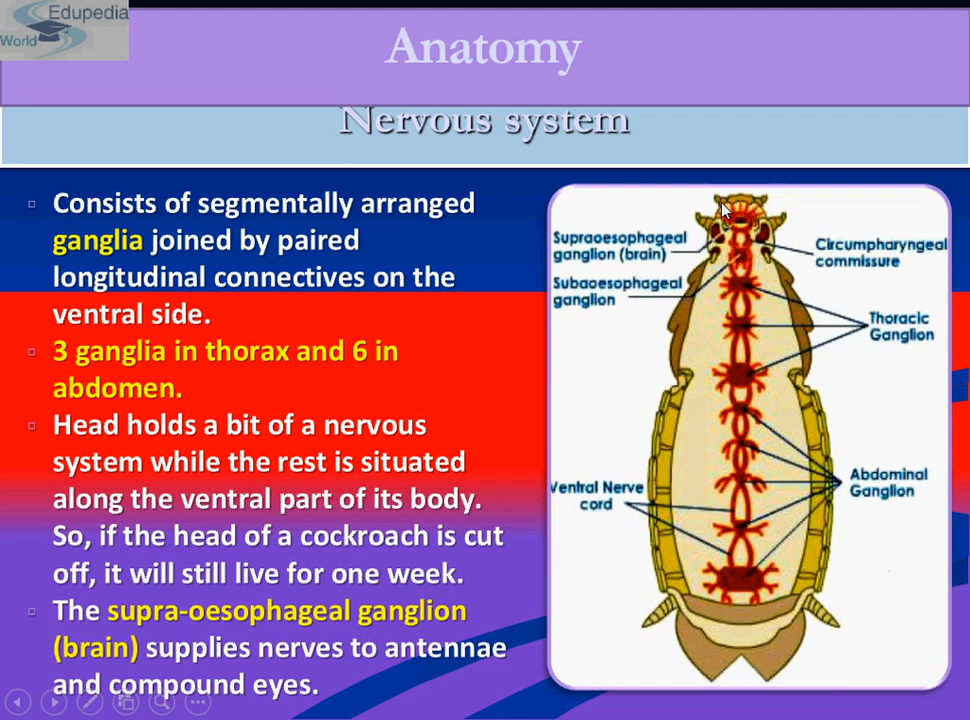 Edupedia
World
Anatomy
Nervous system
Consists of segmentally arranged
ganglia joined by paired
longitudinal connectives on the
ventral side.
3 ganglia in thorax and 6 in
abdomen.
Head holds a bit of a nervous
system while the rest is situated
along the ventral part of its body.
So, if the head of a cockroach is cut
off, it will still live for one week.
The supra-oesophageal ganglion
(brain) supplies nerves to antennae
and compound eyes.
Supraoesophageal
ganglion (brain)
Subaoesophageal
ganglion
Circumpharyngeal
commissure
Thoracic
Ganglion
Abdominal
Ganglion
Ventral Nerve
cord